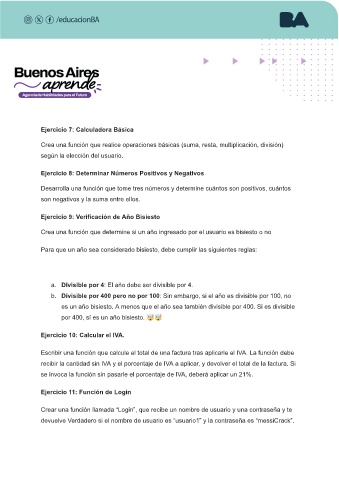 /educacionBA
BA
Buenos Aires
aprende
Agencia de Habilidades para el Futuro
Ejercicio 7: Calculadora Básica
Crea una función que realice operaciones básicas (suma, resta, multiplicación, división)
según la elección del usuario.
Ejercicio 8: Determinar Números Positivos y Negativos
Desarrolla una función que tome tres números y determine cuántos son positivos, cuántos
son negativos y la suma entre ellos.
Ejercicio 9: Verificación de Año Bisiesto
Crea una función que determine si un año ingresado por el usuario es bisiesto o no
Para que un año sea considerado bisiesto, debe cumplir las siguientes reglas:
a. Divisible por 4: El año debe ser divisible por 4.
b. Divisible por 400 pero no por 100: Sin embargo, si el año es divisible por 100, no
es un año bisiesto. A menos que el año sea también divisible por 400. Si es divisible
por 400, sí es un año bisiesto. 🤯🤯
Ejercicio 10: Calcular el IVA.
Escribir una función que calcule el total de una factura tras aplicarle el IVA. La función debe
recibir la cantidad sin IVA y el porcentaje de IVA a aplicar, y devolver el total de la factura. Si
se invoca la función sin pasarle el porcentaje de IVA, deberá aplicar un 21%.
Ejercicio 11: Función de Login
Crear una función llamada “Login”, que recibe un nombre de usuario y una contraseña y te
devuelve Verdadero si el nombre de usuario es “usuario1” y la contraseña es “messiCrack”.